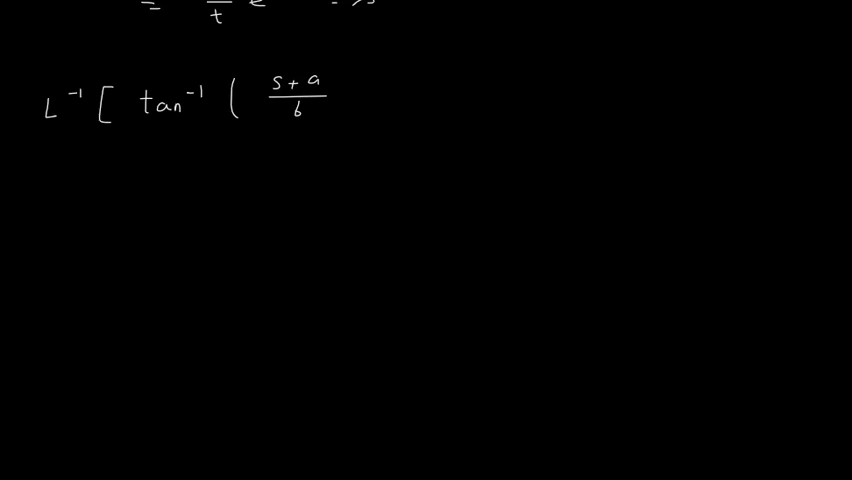 = t e
L⁻¹ [ tan⁻¹ ( s+a / b